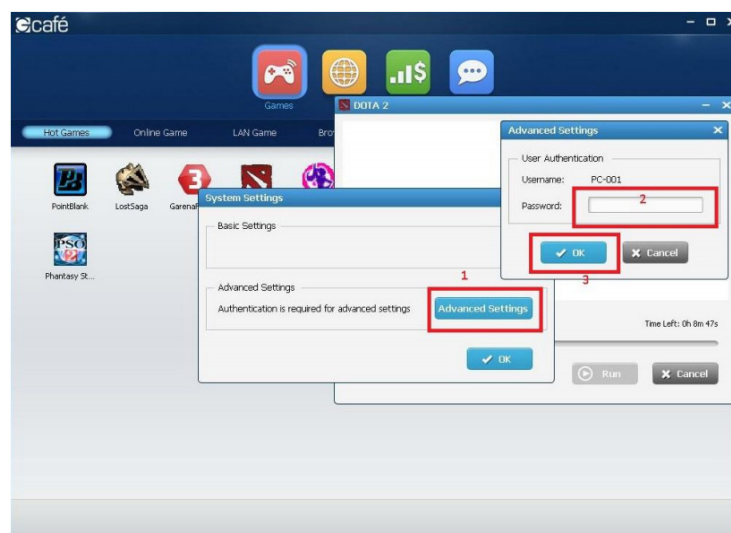 Gcafé
Games
DOTA 2
Hot Games
Online Game
LAN Game
Advanced Settings
User Authentication
Username: PC-001
Password:
2
OK
Cancel
3
PointBlank
LostSaga
System Settings
Basic Settings
Phantasy St...
1
Advanced Settings
Authentication is required for advanced settings
Advanced Settings
OK
Time Left: 0h 8m 47s
Run
Cancel